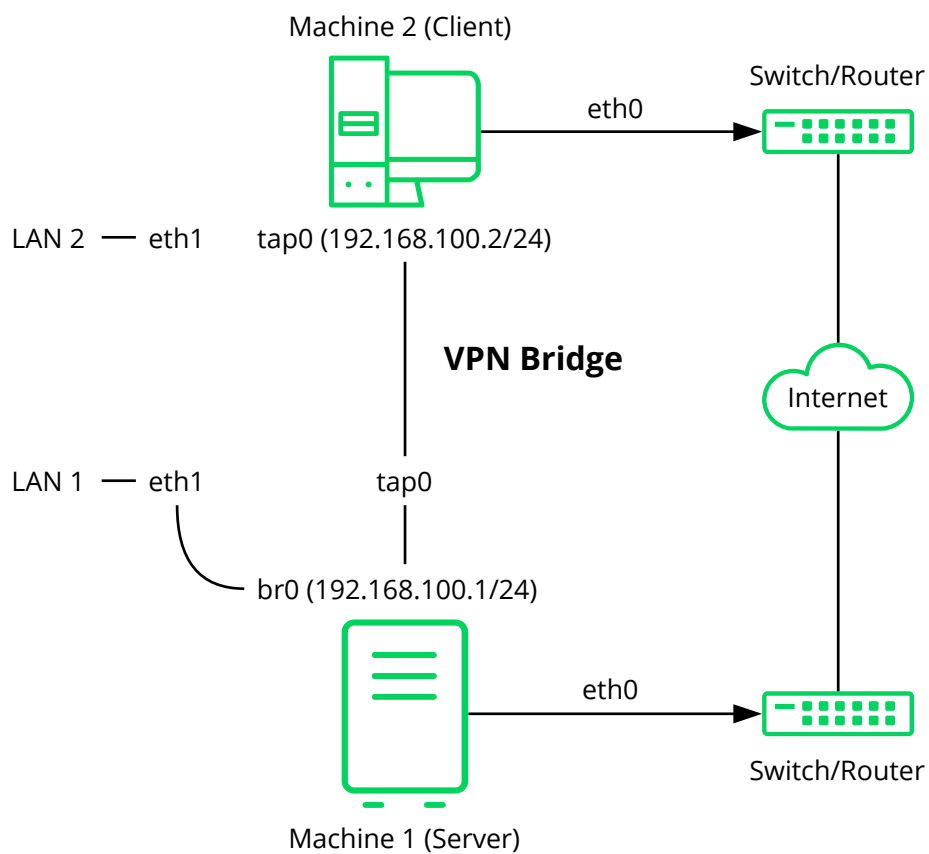 Machine 2 (Client)
Switch/Router
eth0
LAN 2
eth1
tap0 (192.168.100.2/24)
VPN Bridge
Internet
LAN 1
eth1
tap0
br0 (192.168.100.1/24)
eth0
Switch/Router
Machine 1 (Server)